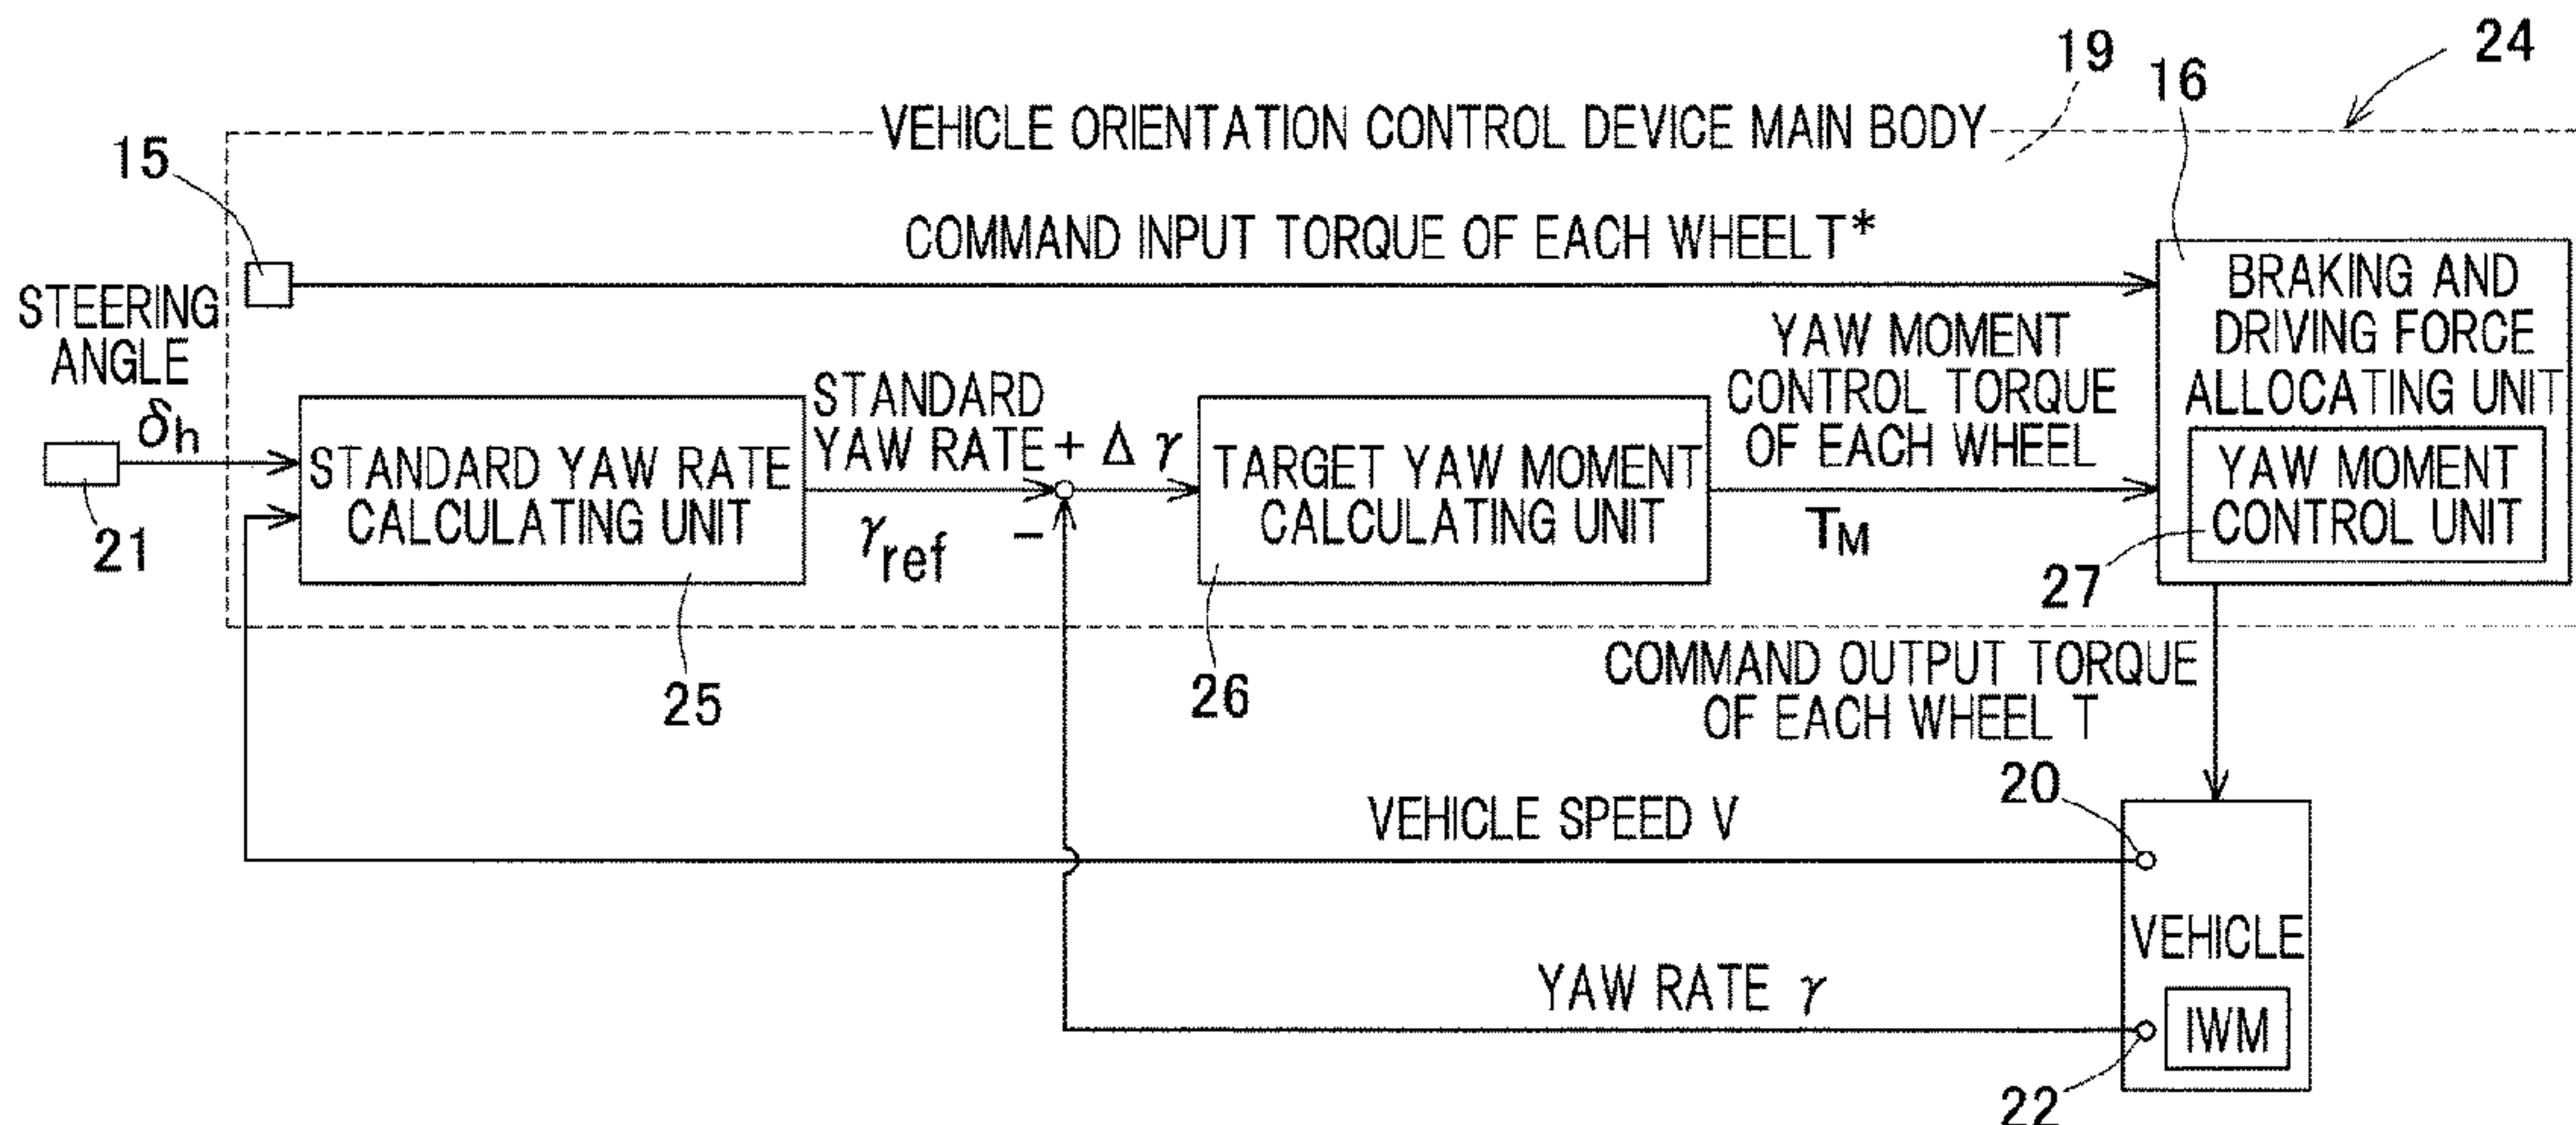 24
19
16
VEHICLE ORIENTATION CONTROL DEVICE MAIN BODY
15
COMMAND INPUT TORQUE OF EACH WHEEL T*
STEERING
ANGLE
δh
21
STANDARD YAW RATE
CALCULATING UNIT
25
STANDARD
YAW RATE
γref
+ Δ γ
−
TARGET YAW MOMENT
CALCULATING UNIT
26
YAW MOMENT
CONTROL TORQUE
OF EACH WHEEL
TM
BRAKING AND
DRIVING FORCE
ALLOCATING UNIT
YAW MOMENT
CONTROL UNIT
27
COMMAND OUTPUT TORQUE
OF EACH WHEEL T
20
VEHICLE SPEED V
VEHICLE
YAW RATE γ
IWM
22